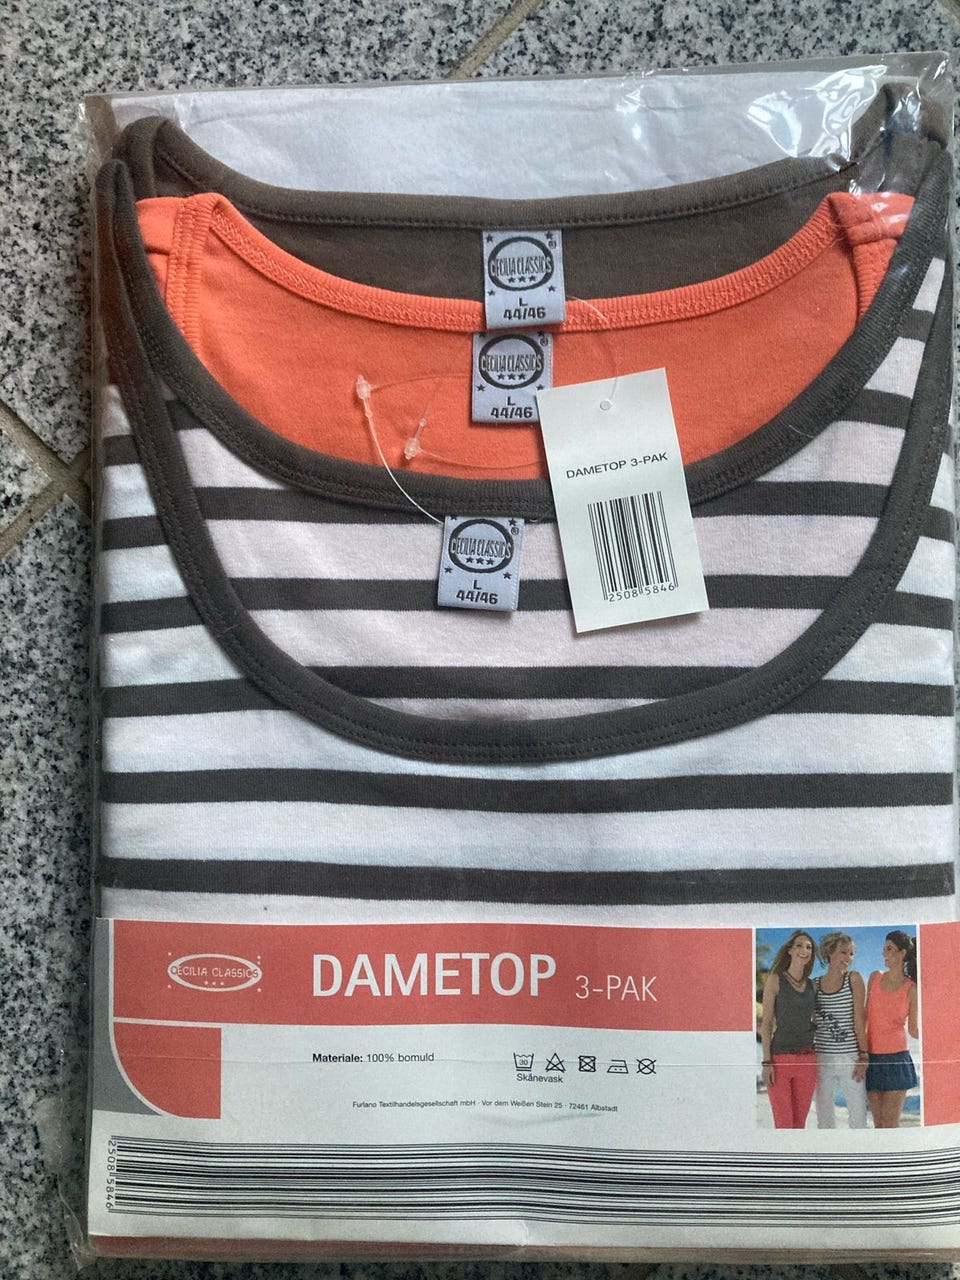 CECILIA CLASSICS
L
44/46
CECILIA CLASSICS
L
44/46
DAMETOP 3-PAK
2508 5846
CECILIA CLASSICS
L
44/46
CECILIA CLASSICS
DAMETOP 3-PAK
Materiale: 100% bomuld
30
Skånevask
Furlano Textilhandelsgesellschaft mbH · Vor dem Weißen Stein 25 · 72461 Albstadt
2508 5846